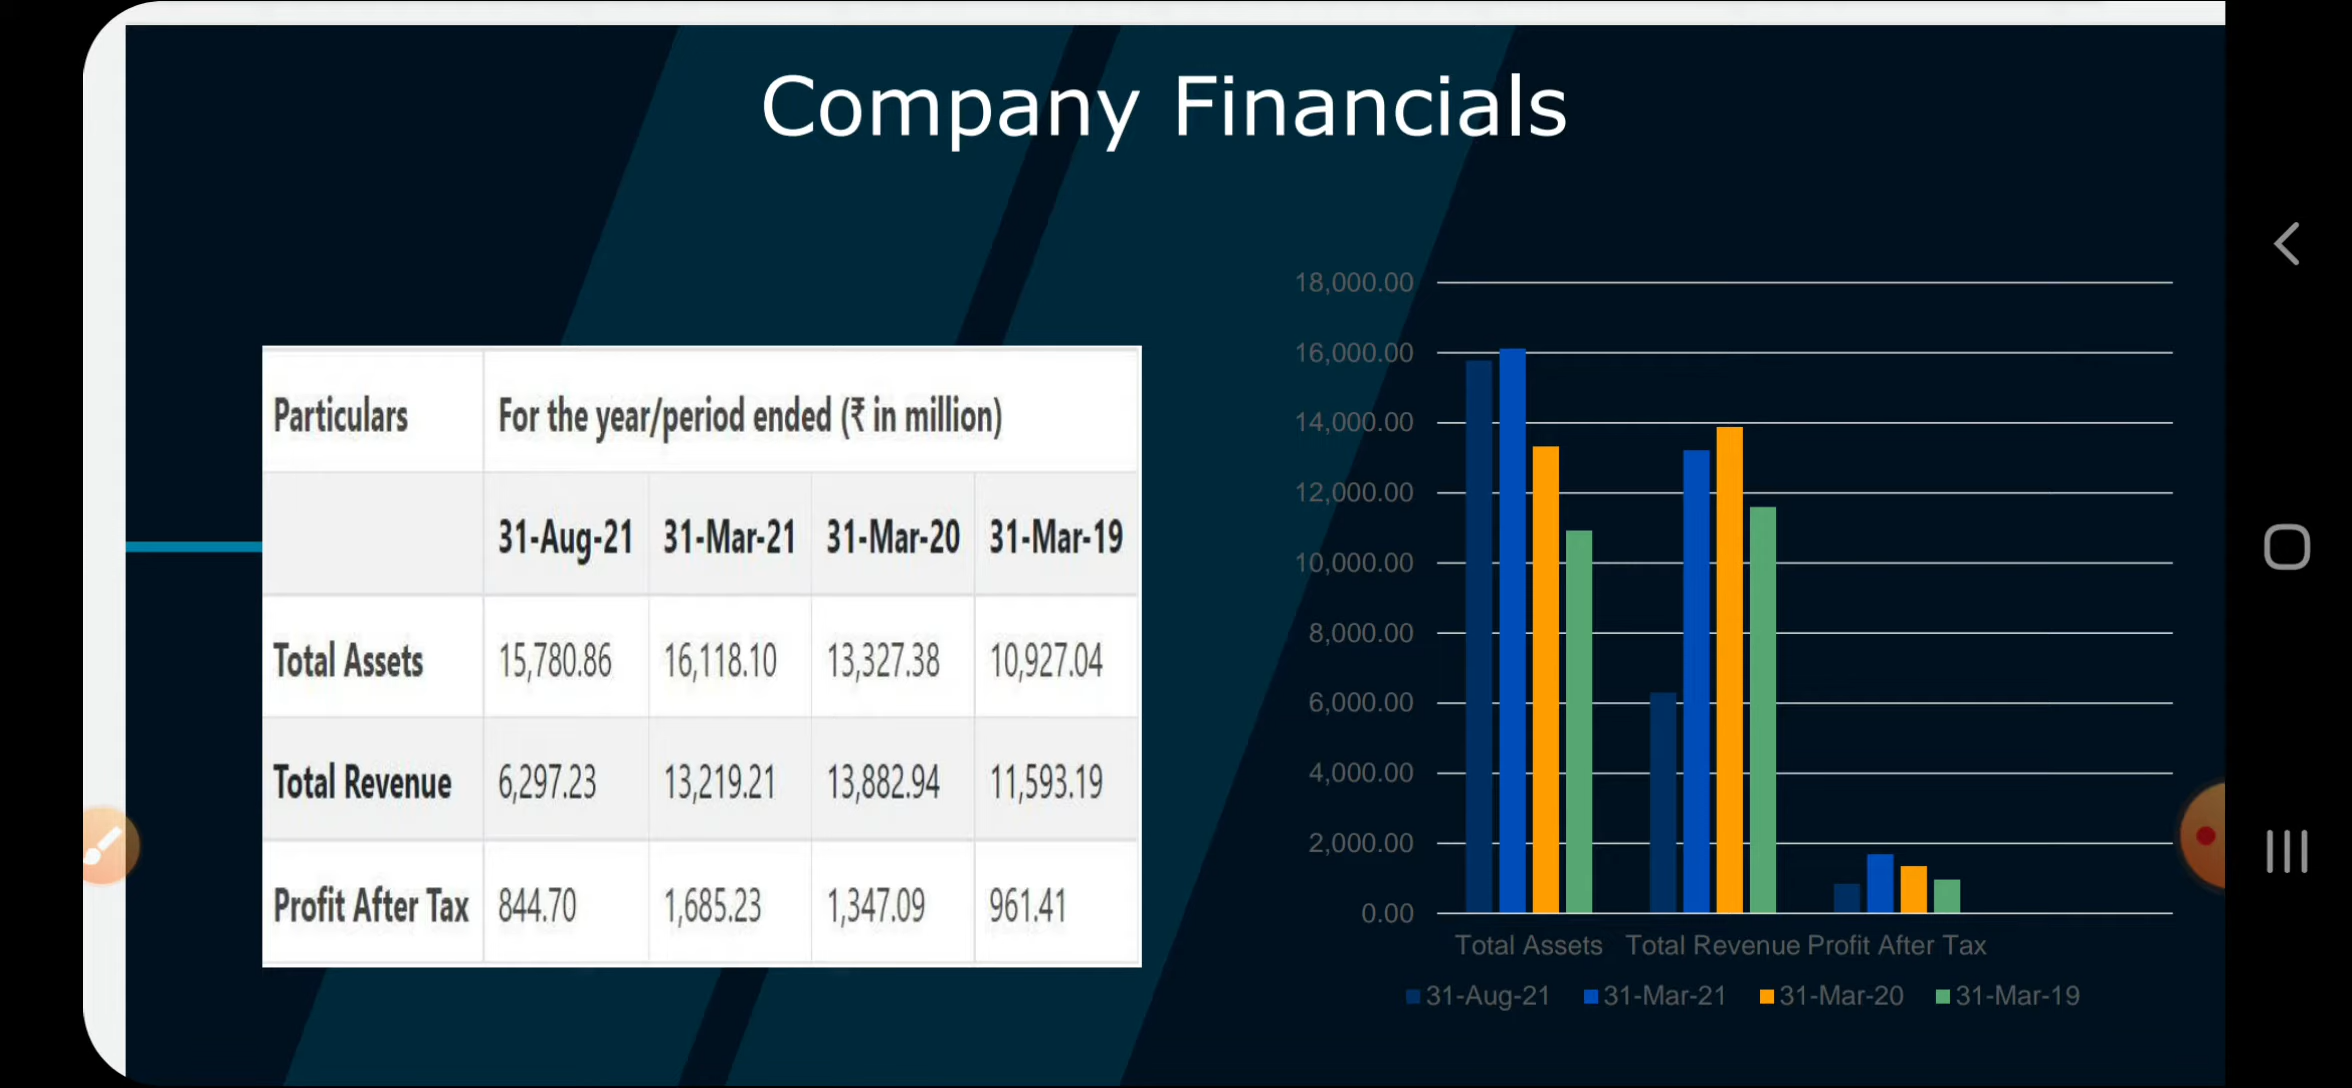 Company Financials
Particulars For the year/period ended (₹ in million)
31-Aug-21 31-Mar-21 31-Mar-20 31-Mar-19
Total Assets 15,780.86 16,118.10 13,327.38 10,927.04
Total Revenue 6,297.23 13,219.21 13,882.94 11,593.19
Profit After Tax 844.70 1,685.23 1,347.09 961.41
18,000.00
16,000.00
14,000.00
12,000.00
10,000.00
8,000.00
6,000.00
4,000.00
2,000.00
0.00
Total Assets Total Revenue Profit After Tax
31-Aug-21 31-Mar-21 31-Mar-20 31-Mar-19